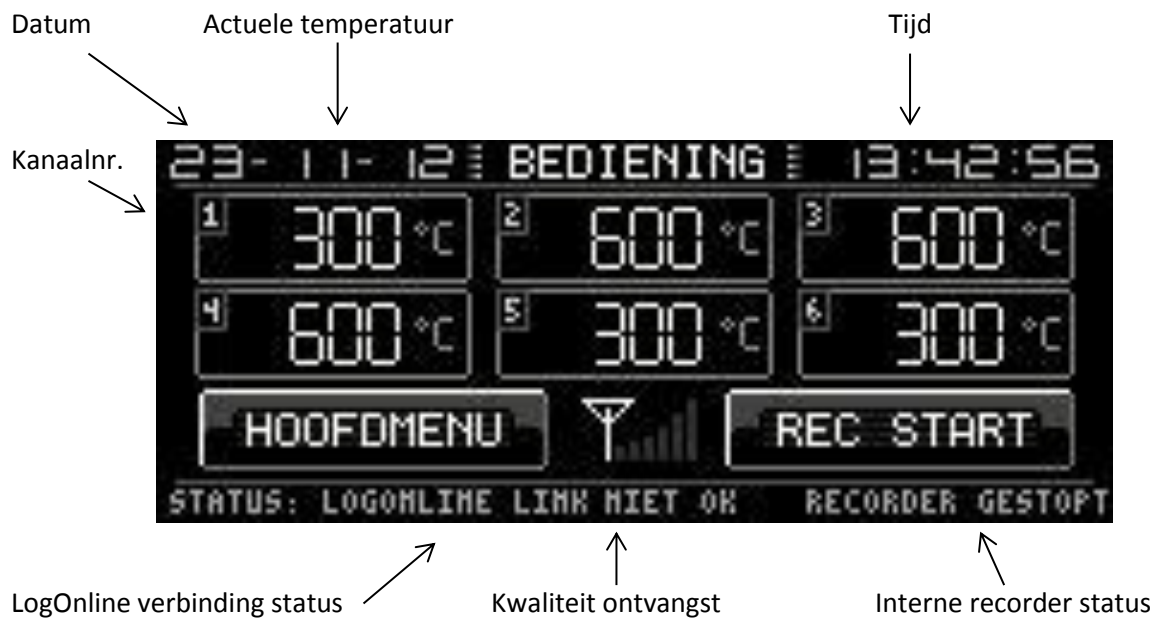 Datum Actuele temperatuur Tijd
Kanaalnr.
23-11-12 BEDIENING 13:42:56
1 300 °C 2 600 °C 3 600 °C
4 600 °C 5 300 °C 6 300 °C
HOOFDMENU REC START
STATUS: LOGONLINE LINK NIET OK RECORDER GESTOPT
LogOnline verbinding status Kwaliteit ontvangst Interne recorder status